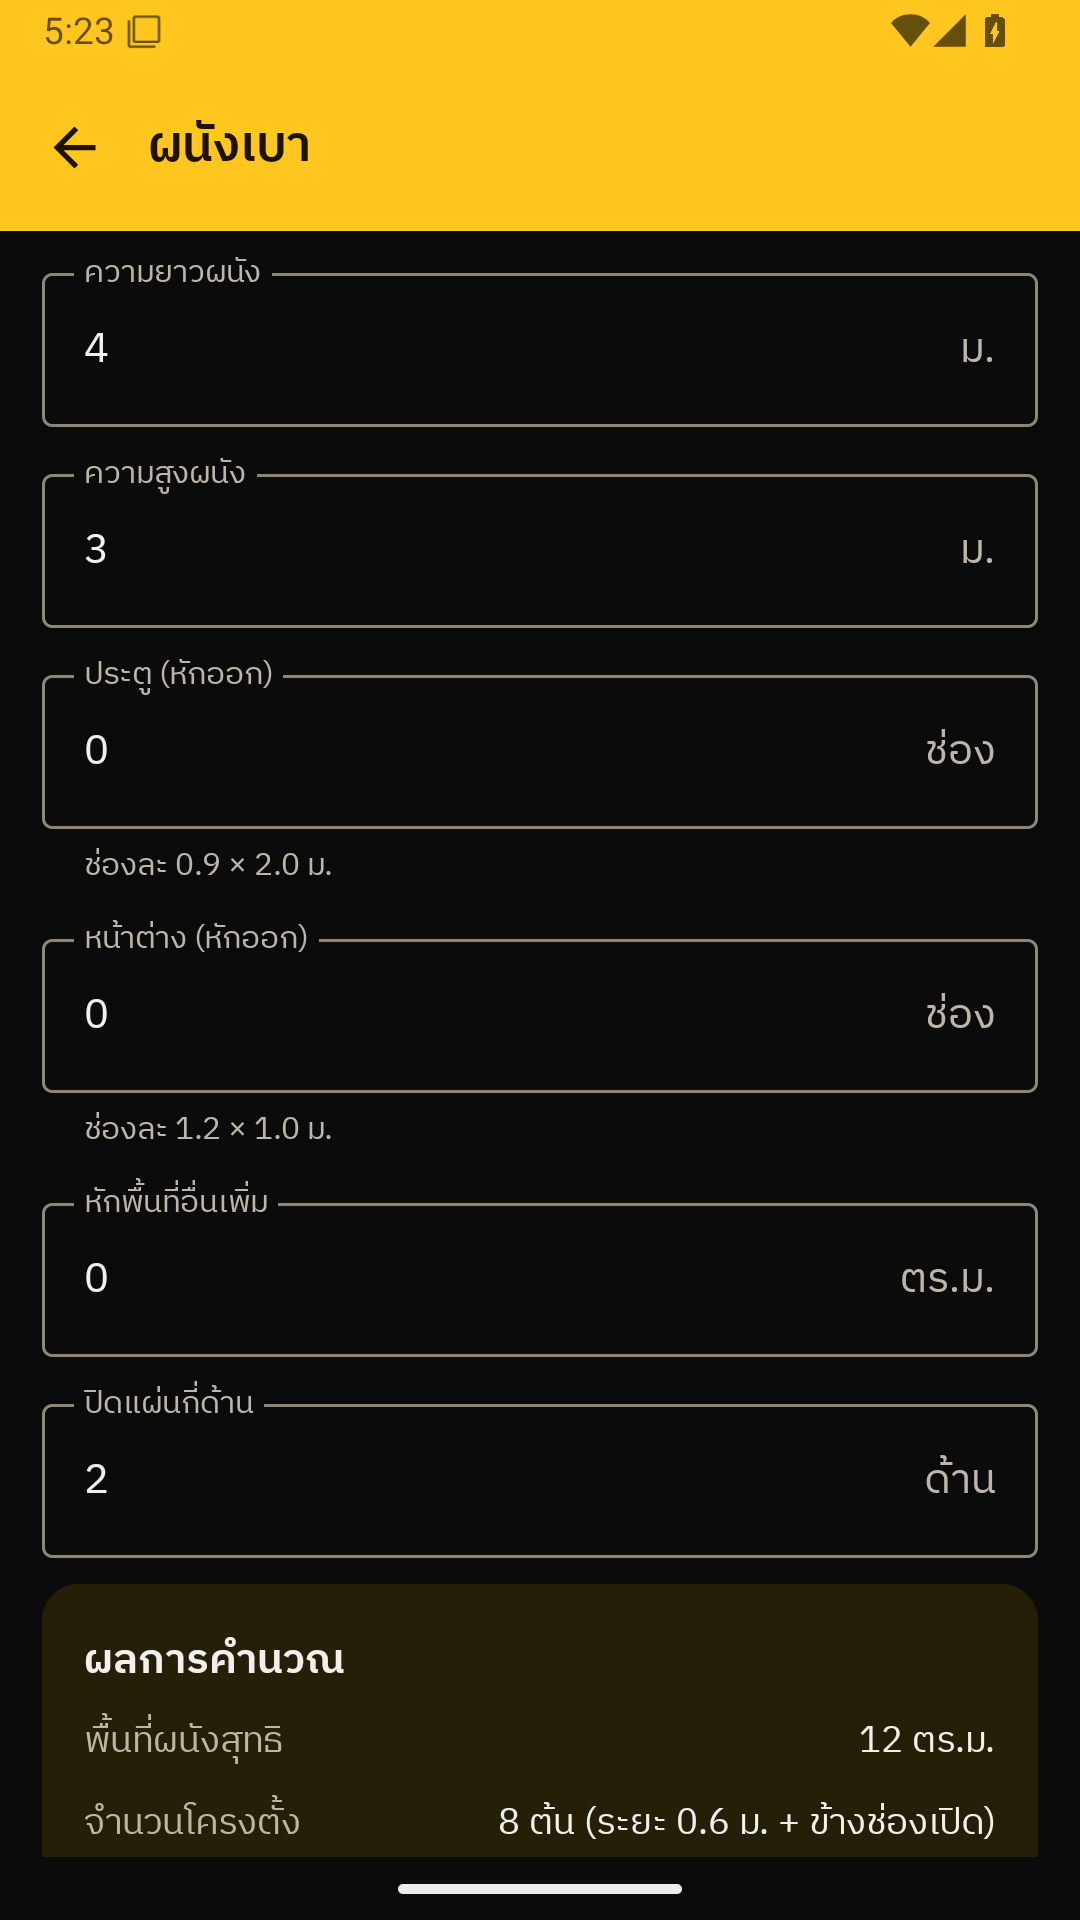 5:23
ผนังเบา
ความยาวผนัง
4 ม.
ความสูงผนัง
3 ม.
ประตู (หักออก)
0 ช่อง
ช่องละ 0.9 × 2.0 ม.
หน้าต่าง (หักออก)
0 ช่อง
ช่องละ 1.2 × 1.0 ม.
หักพื้นที่อื่นเพิ่ม
0 ตร.ม.
ปิดแผ่นกี่ด้าน
2 ด้าน
ผลการคำนวณ
พื้นที่ผนังสุทธิ 12 ตร.ม.
จำนวนโครงตั้ง 8 ต้น (ระยะ 0.6 ม. + ข้างช่องเปิด)